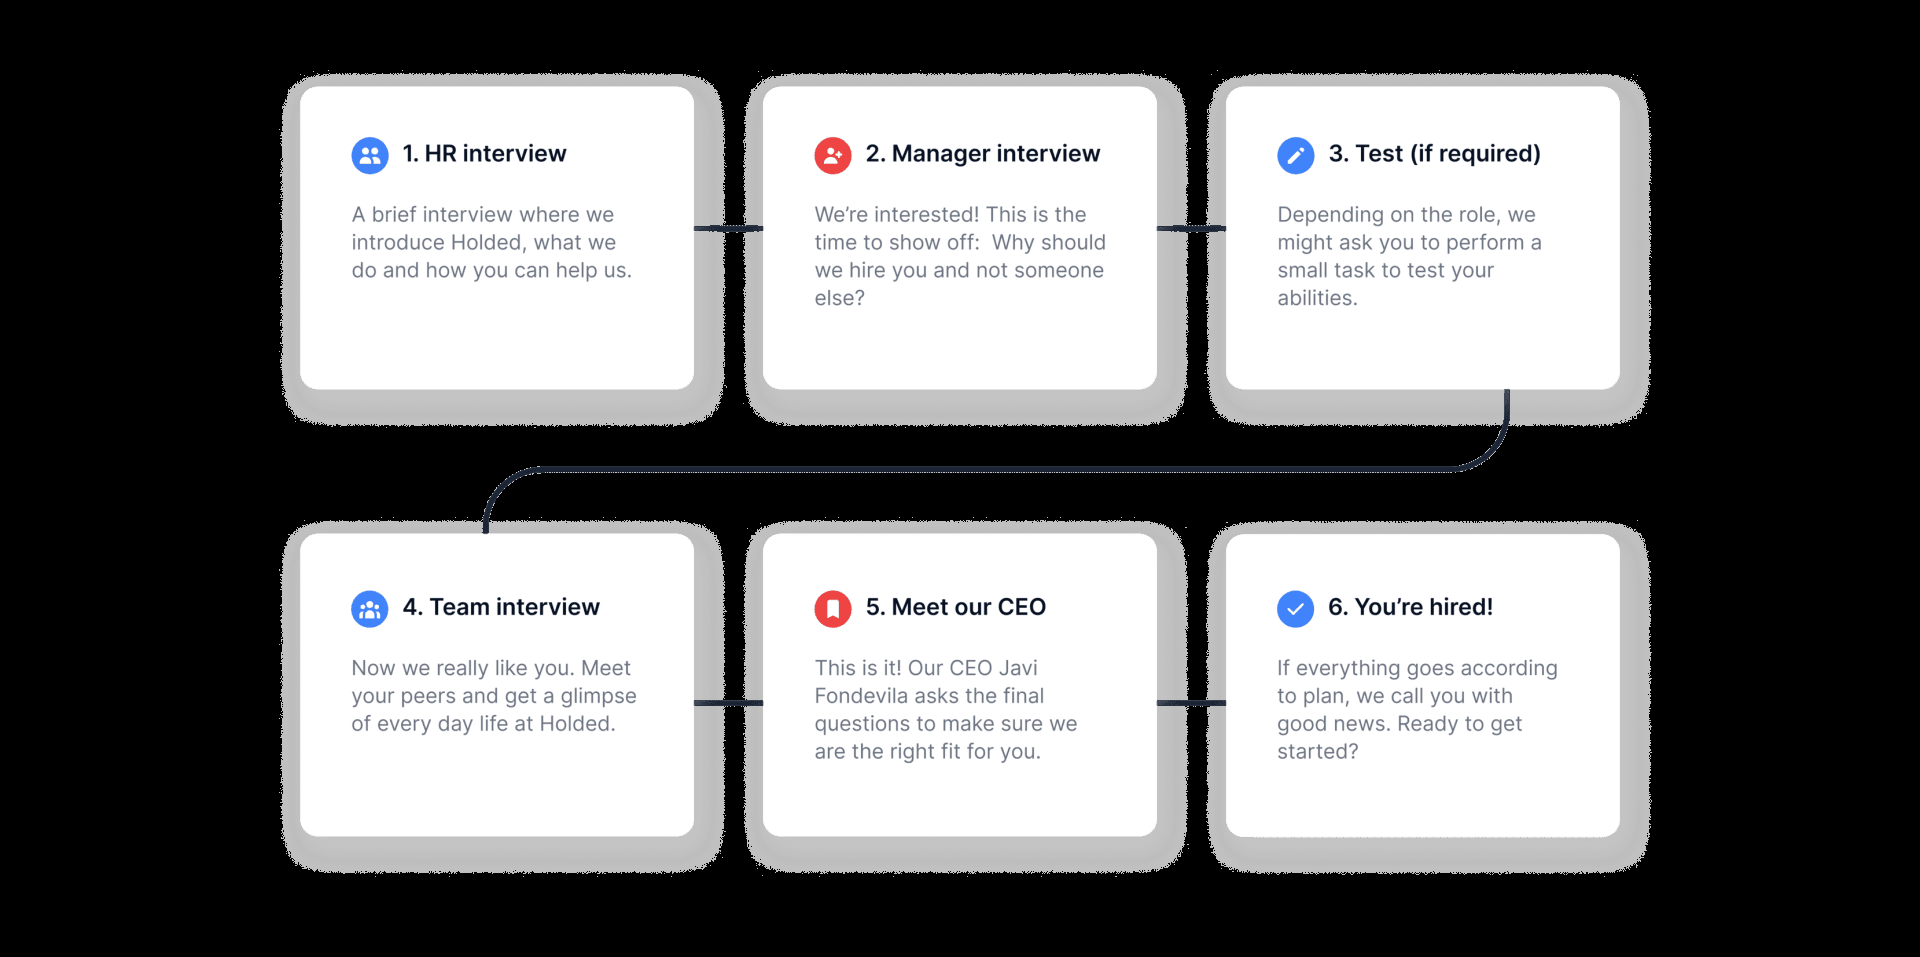 1. HR interview
A brief interview where we
introduce Holded, what we
do and how you can help us.
2. Manager interview
We’re interested! This is the
time to show off:  Why should
we hire you and not someone
else?
3. Test (if required)
Depending on the role, we
might ask you to perform a
small task to test your
abilities.
4. Team interview
Now we really like you. Meet
your peers and get a glimpse
of every day life at Holded.
5. Meet our CEO
This is it! Our CEO Javi
Fondevila asks the final
questions to make sure we
are the right fit for you.
6. You’re hired!
If everything goes according
to plan, we call you with
good news. Ready to get
started?